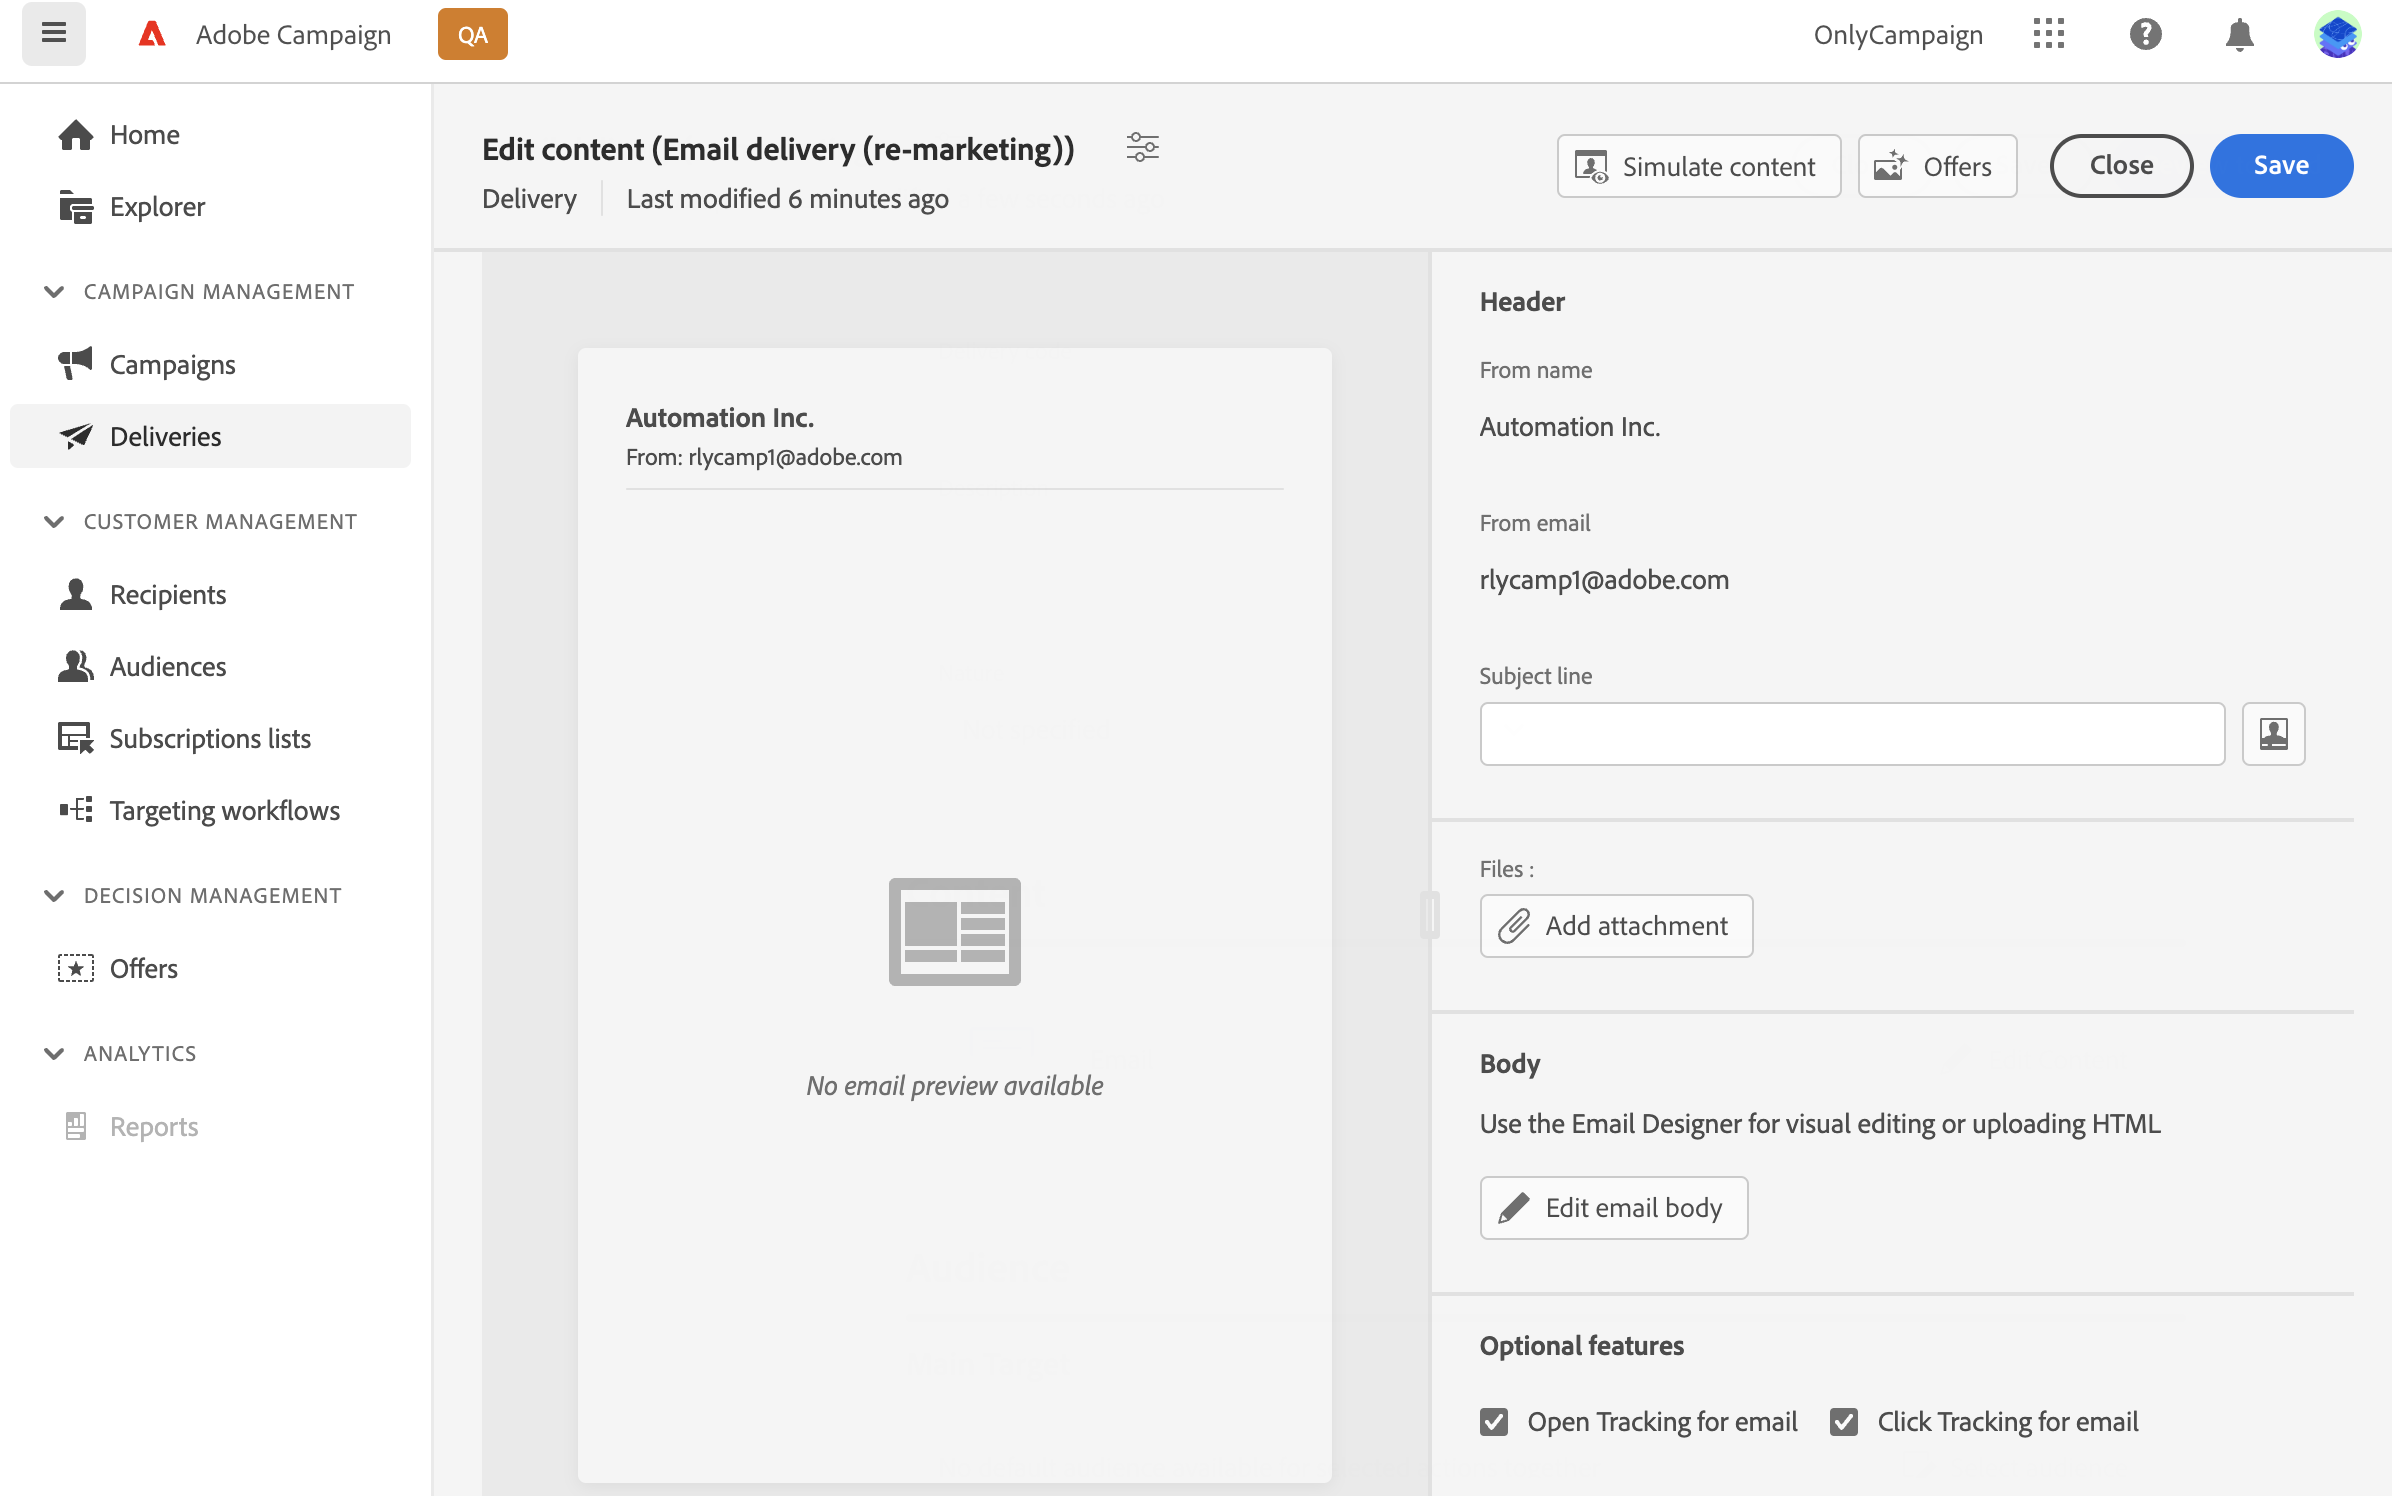 Adobe Campaign
QA
OnlyCampaign
Home
Explorer
CAMPAIGN MANAGEMENT
Campaigns
Deliveries
CUSTOMER MANAGEMENT
Recipients
Audiences
Subscriptions lists
Targeting workflows
DECISION MANAGEMENT
Offers
ANALYTICS
Reports
Edit content (Email delivery (re-marketing))
Delivery
Last modified 6 minutes ago
Simulate content
Offers
Close
Save
Automation Inc.
From: rlycamp1@adobe.com
No email preview available
Header
From name
Automation Inc.
From email
rlycamp1@adobe.com
Subject line
Files :
Add attachment
Body
Use the Email Designer for visual editing or uploading HTML
Edit email body
Optional features
Open Tracking for email
Click Tracking for email